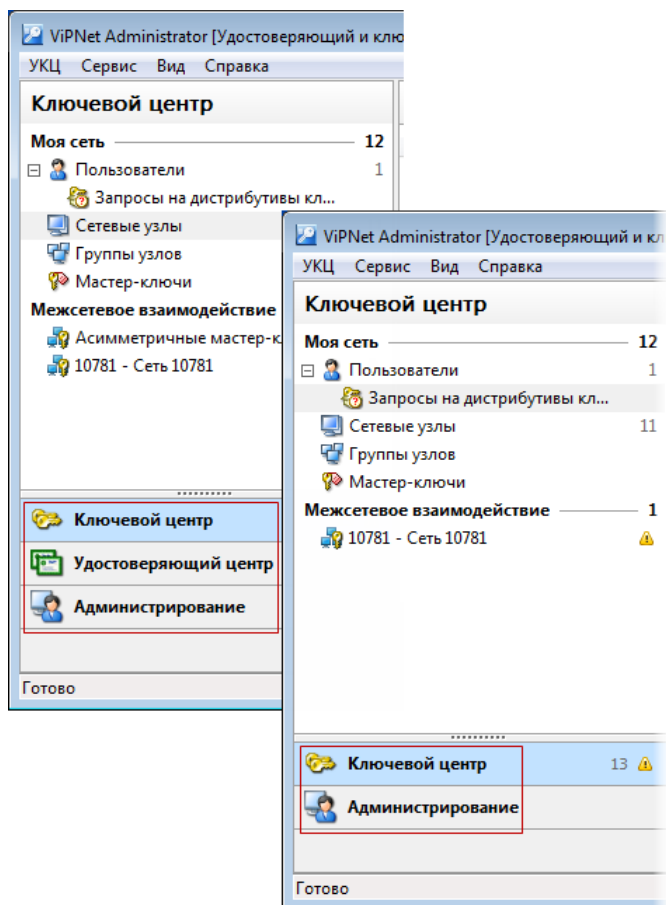 ViPNet Administrator [Удостоверяющий и клю
УКЦ Сервис Вид Справка
Ключевой центр
Моя сеть 12
Пользователи 1
Запросы на дистрибутивы кл...
Сетевые узлы
Группы узлов
Мастер-ключи
Межсетевое взаимодействие
Асимметричные мастер-к
10781 - Сеть 10781
Ключевой центр
Удостоверяющий центр
Администрирование
Готово
ViPNet Administrator [Удостоверяющий и кл
УКЦ Сервис Вид Справка
Ключевой центр
Моя сеть 12
Пользователи 1
Запросы на дистрибутивы кл...
Сетевые узлы 11
Группы узлов
Мастер-ключи
Межсетевое взаимодействие 1
10781 - Сеть 10781
Ключевой центр 13
Администрирование
Готово